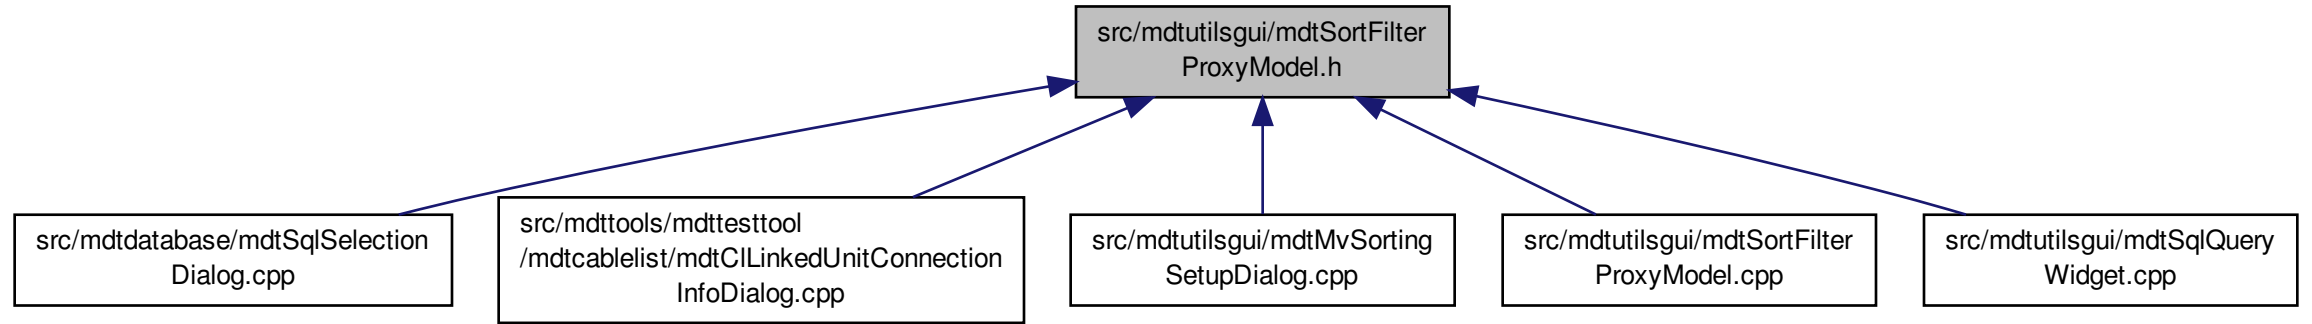 src/mdtutilsgui/mdtSortFilter
ProxyModel.h
src/mdtdatabase/mdtSqlSelection
Dialog.cpp
src/mdttools/mdttesttool
/mdtcablelist/mdtClLinkedUnitConnection
InfoDialog.cpp
src/mdtutilsgui/mdtMvSorting
SetupDialog.cpp
src/mdtutilsgui/mdtSortFilter
ProxyModel.cpp
src/mdtutilsgui/mdtSqlQuery
Widget.cpp